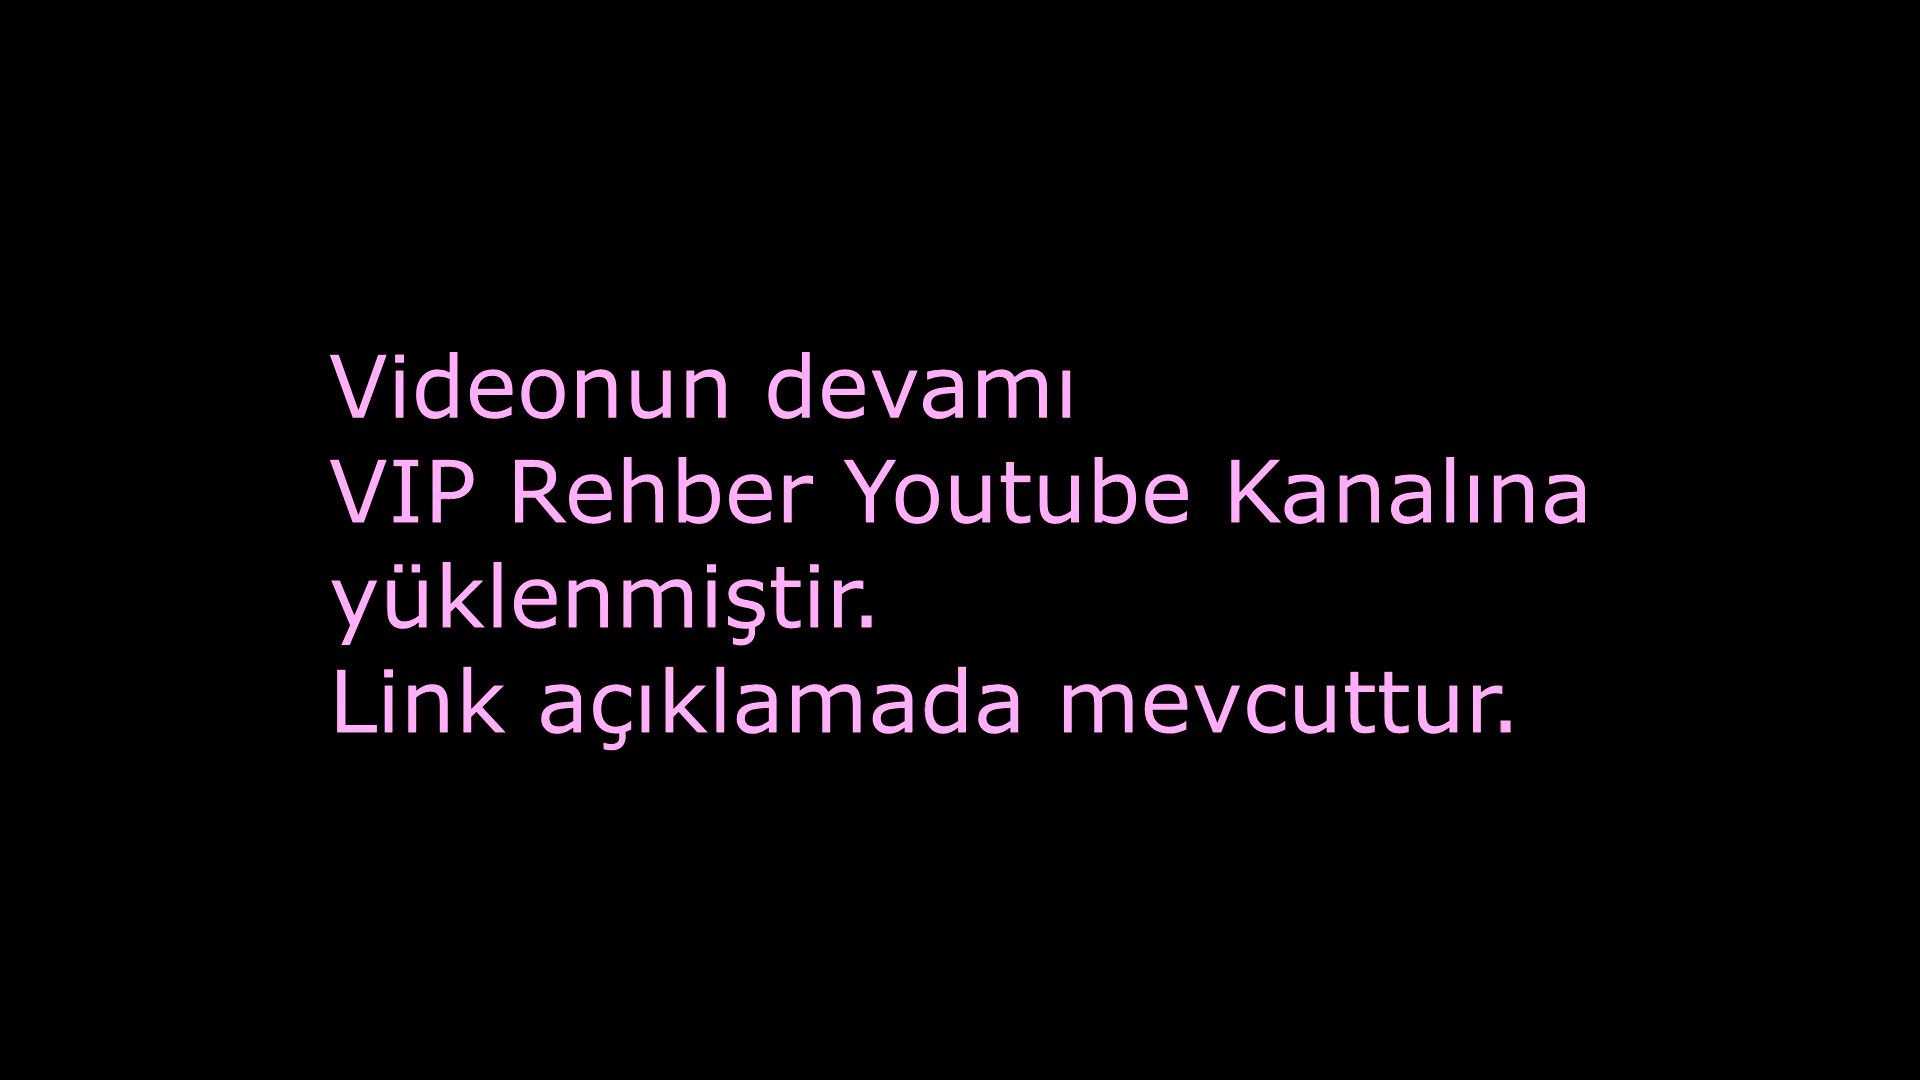 Videonun devamı
VIP Rehber Youtube Kanalına
yüklenmiştir.
Link açıklamada mevcuttur.